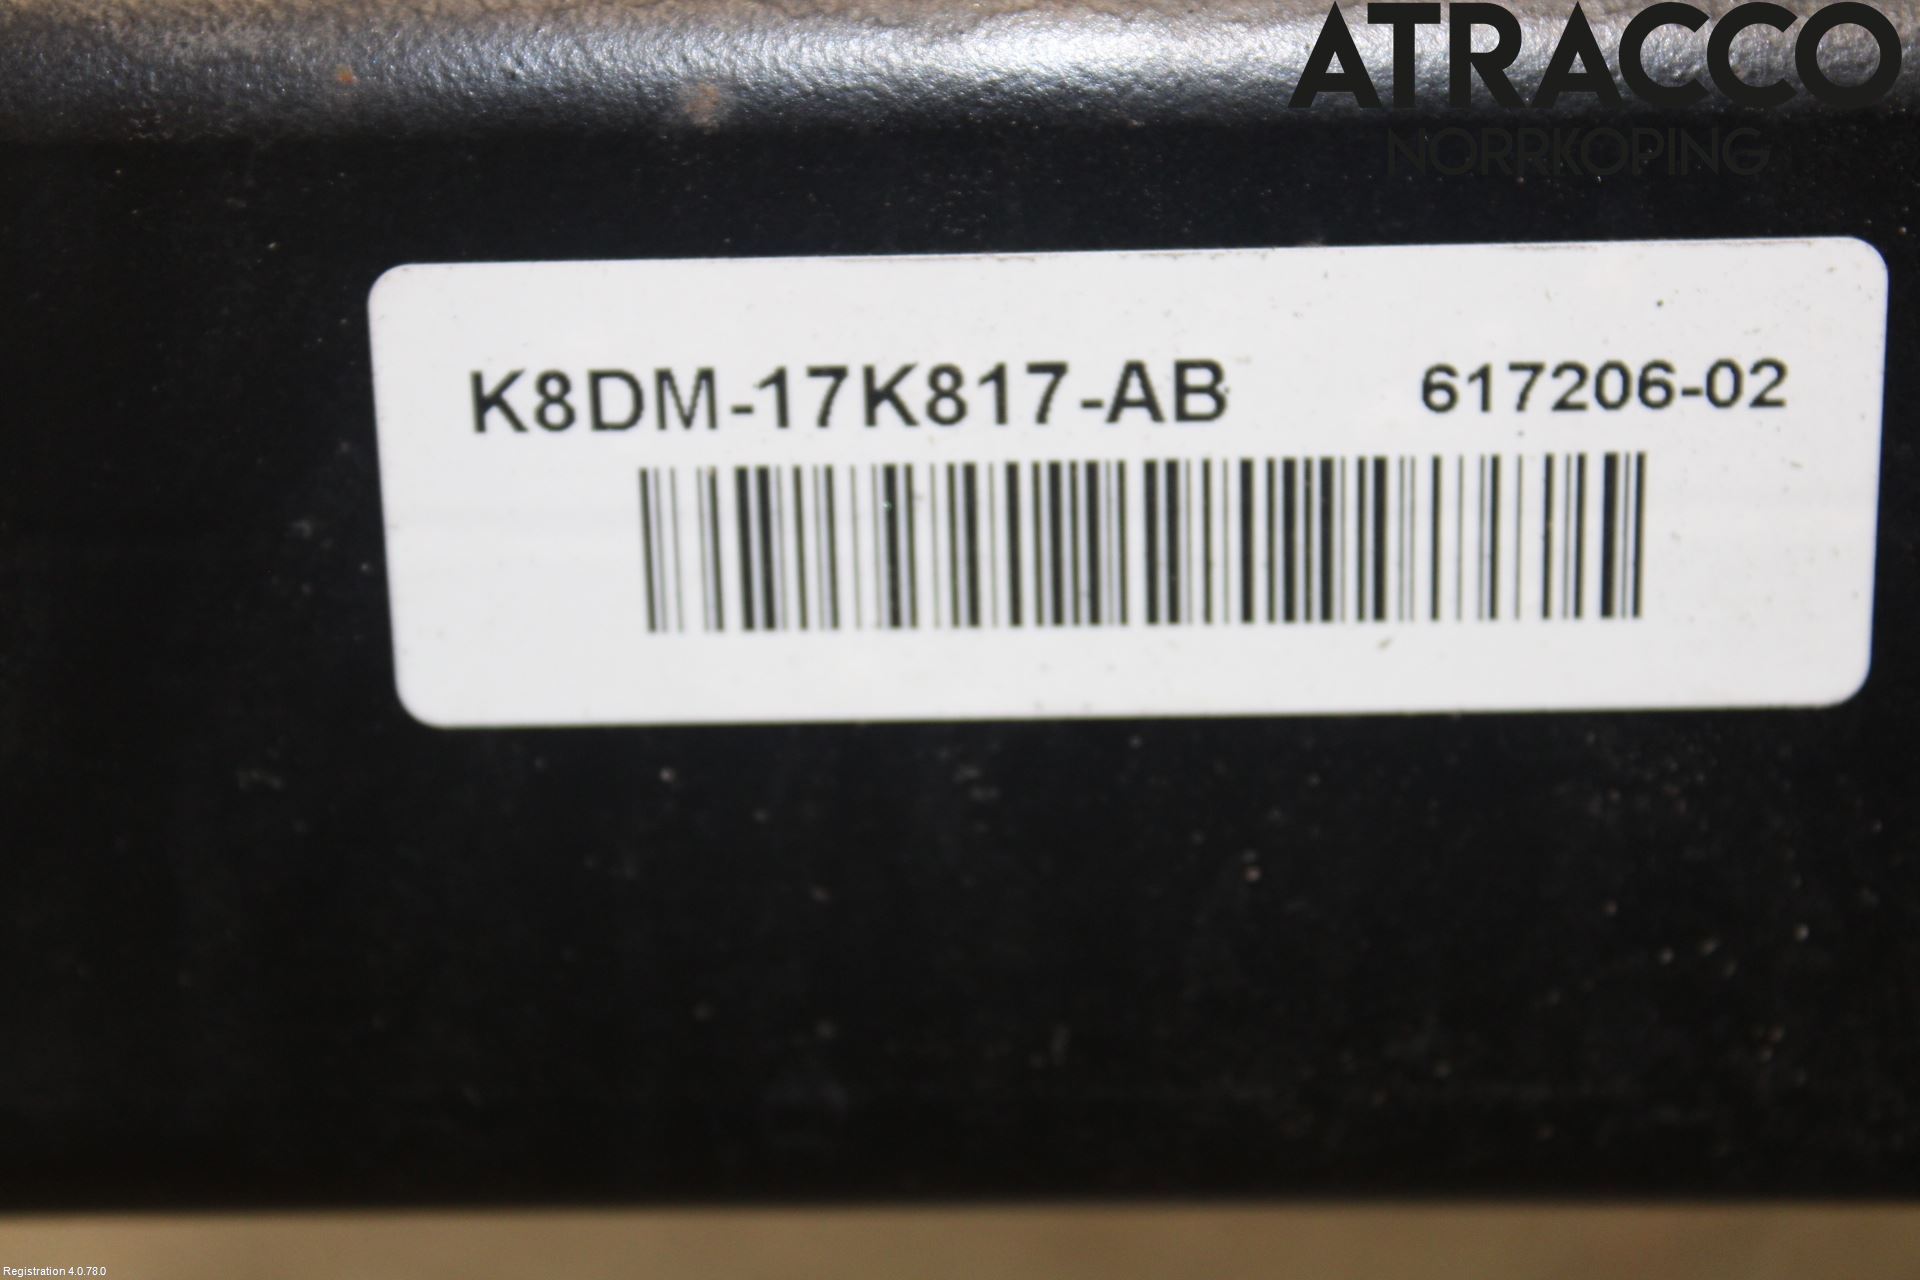 ATRACCO
NORRKOPING
K8DM-17K817-AB 617206-02
Registration 4.0.78.0